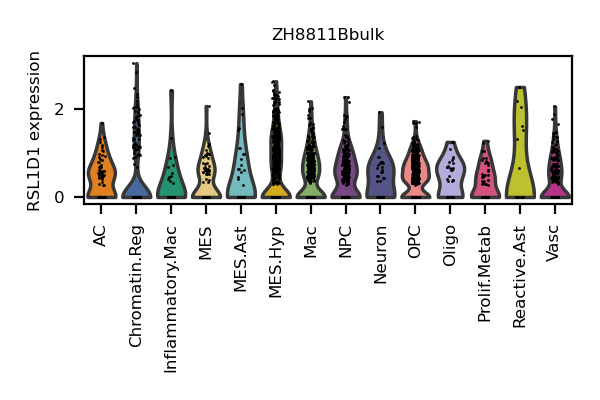 ZH8811Bbulk
RSL1D1 expression
2
0
AC
Chromatin.Reg
Inflammatory.Mac
MES
MES.Ast
MES.Hyp
Mac
NPC
Neuron
OPC
Oligo
Prolif.Metab
Reactive.Ast
Vasc